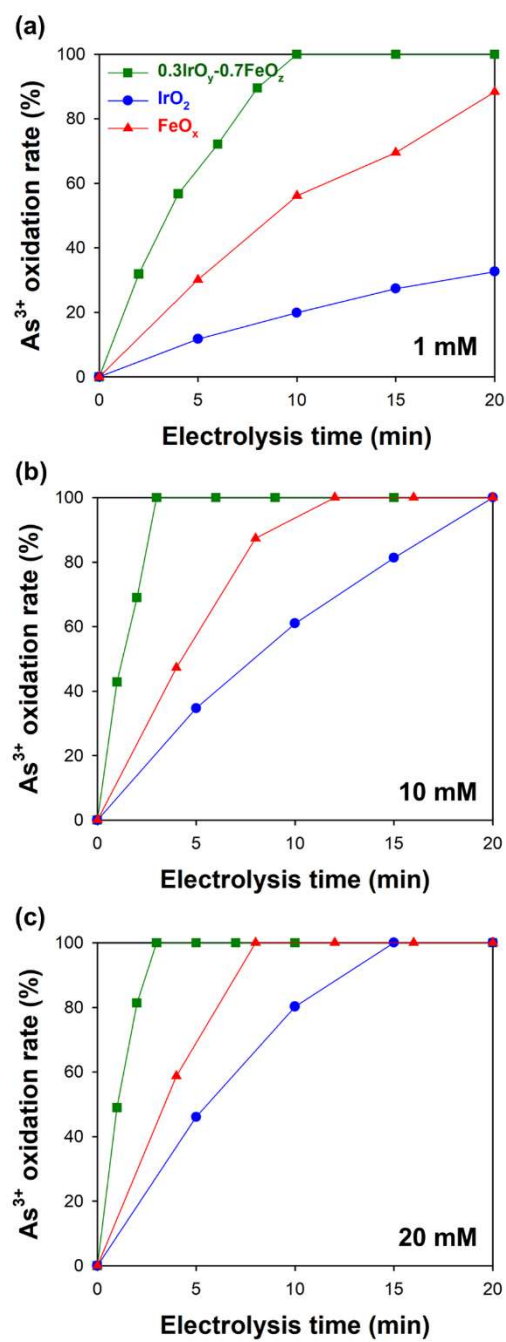 (a)
100
80
60
40
20
0
As³⁺ oxidation rate (%)
0.3IrOᵧ-0.7FeO_z
IrO₂
FeOₓ
1 mM
0 5 10 15 20
Electrolysis time (min)
(b)
100
80
60
40
20
0
As³⁺ oxidation rate (%)
10 mM
0 5 10 15 20
Electrolysis time (min)
(c)
100
80
60
40
20
0
As³⁺ oxidation rate (%)
20 mM
0 5 10 15 20
Electrolysis time (min)